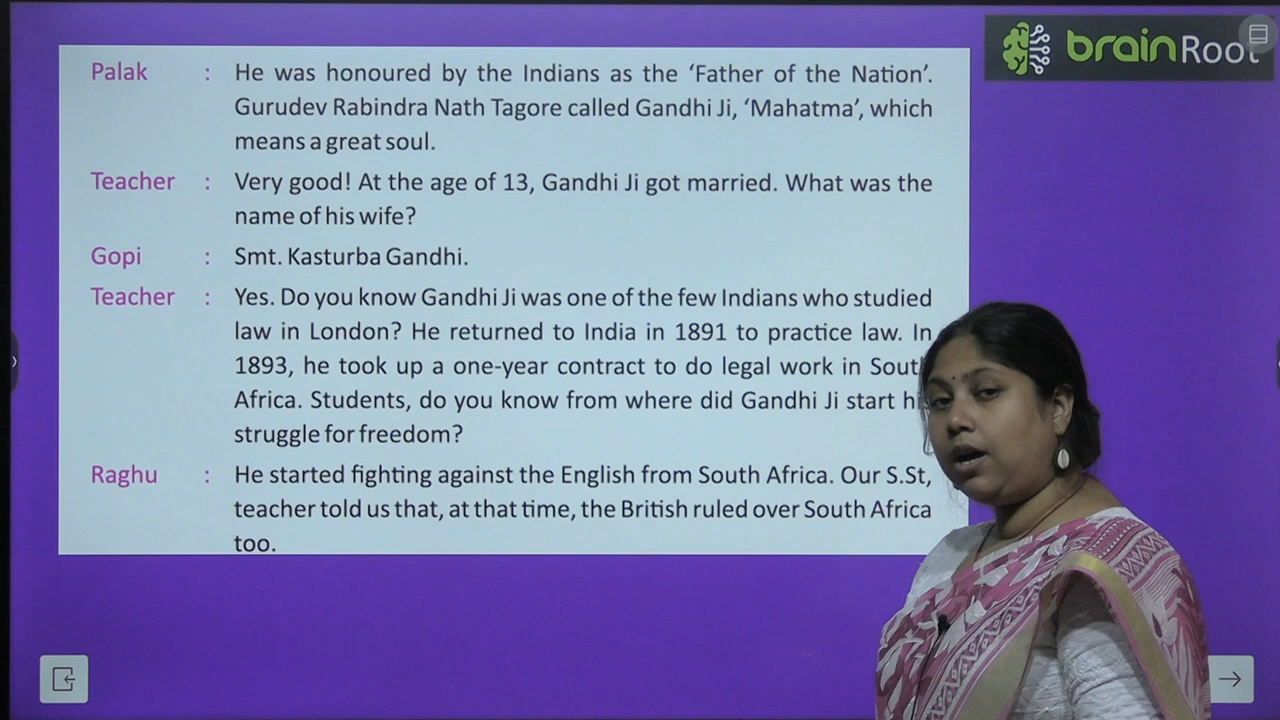 brainRoot
Palak : He was honoured by the Indians as the ‘Father of the Nation’.
Gurudev Rabindra Nath Tagore called Gandhi Ji, ‘Mahatma’, which
means a great soul.
Teacher : Very good! At the age of 13, Gandhi Ji got married. What was the
name of his wife?
Gopi : Smt. Kasturba Gandhi.
Teacher : Yes. Do you know Gandhi Ji was one of the few Indians who studied
law in London? He returned to India in 1891 to practice law. In
1893, he took up a one-year contract to do legal work in South
Africa. Students, do you know from where did Gandhi Ji start
struggle for freedom?
Raghu : He started fighting against the English from South Africa. Our S.St,
teacher told us that, at that time, the British ruled over South Africa
too.